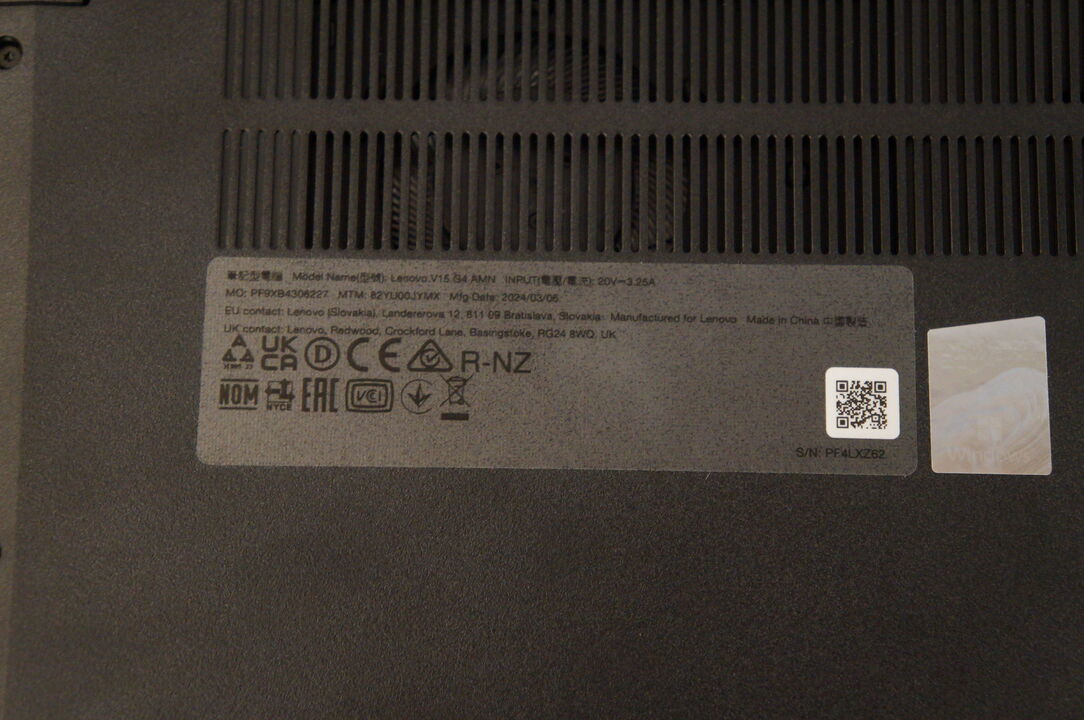 筆記型電腦 Model Name(型號): Lenovo V15 G4 AMN INPUT(電壓/電流): 20V⎓3.25A
MO: PF9XB4306227 MTM: 82YU00JYMX Mfg Date: 2024/03/06
EU contact: Lenovo (Slovakia), Landererova 12, 811 09 Bratislava, Slovakia Manufactured for Lenovo Made in China 中國製造
UK contact: Lenovo, Redwood, Crockford Lane, Basingstoke, RG24 8WQ, UK
UK CA D CE R-NZ
NOM NYCE EAC VCI
S/N: PF4LXZ62
Windows